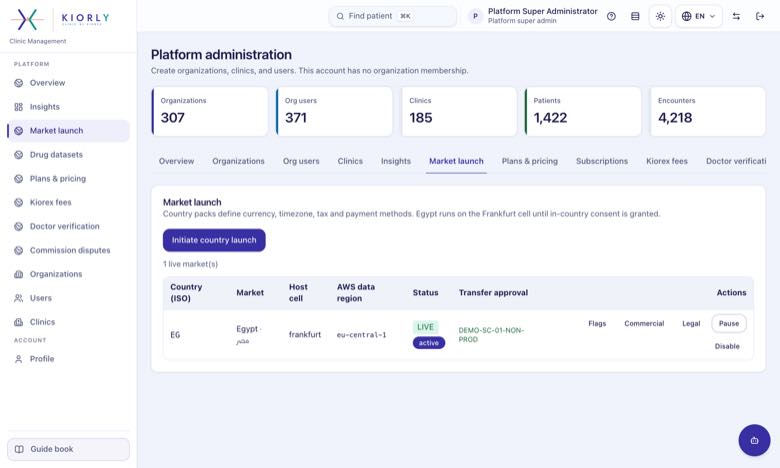 KIORLY
Clinic Management
PLATFORM
Overview
Insights
Market launch
Drug datasets
Plans & pricing
Kiorex fees
Doctor verification
Commission disputes
Organizations
Users
Clinics
ACCOUNT
Profile
Guide book
Find patient ⌘K
P
Platform Super Administrator
Platform super admin
EN
Platform administration
Create organizations, clinics, and users. This account has no organization membership.
Organizations
307
Org users
371
Clinics
185
Patients
1,422
Encounters
4,218
Overview Organizations Org users Clinics Insights Market launch Plans & pricing Subscriptions Kiorex fees Doctor verificati
Market launch
Country packs define currency, timezone, tax and payment methods. Egypt runs on the Frankfurt cell until in-country consent is granted.
Initiate country launch
1 live market(s)
Country (ISO) Market Host cell AWS data region Status Transfer approval Actions
EG
Egypt · مصر
frankfurt
eu-central-1
LIVE
active
DEMO-SC-01-NON-PROD
Flags Commercial Legal Pause
Disable